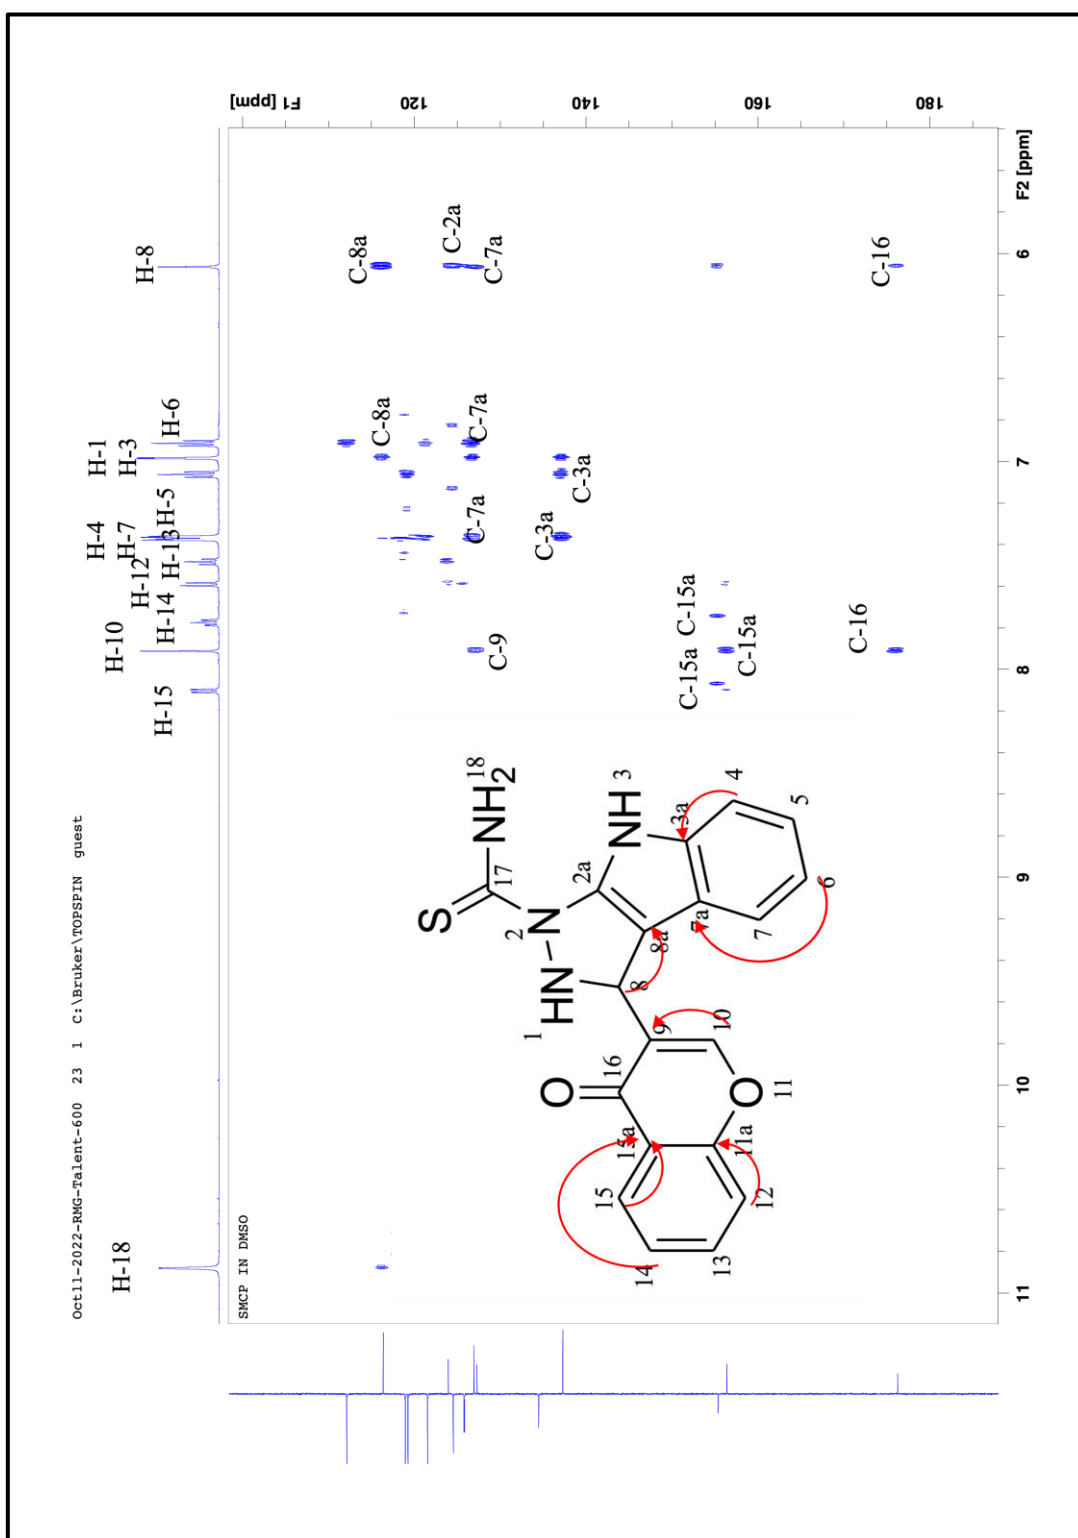 Oct11-2022-RMG-Talent-600 23 1 C:\Bruker\TOPSPIN guest
H-18
H-15
H-10
H-14
H-12
H-13
H-4
H-7
H-5
H-1
H-3
H-6
H-8
SMCP IN DMSO
F1 [ppm]
120
140
160
180
F2 [ppm]
11
10
9
8
7
6
C-8a
C-2a
C-7a
C-16
C-8a
C-7a
C-3a
C-7a
C-3a
C-9
C-15a
C-15a
C-15a
C-16
S
NH2
18
17
N
2
2a
NH
3
3a
4
5
6
7
7a
8a
8
HN
1
9
10
O
11
11a
12
13
14
15
15a
16
O